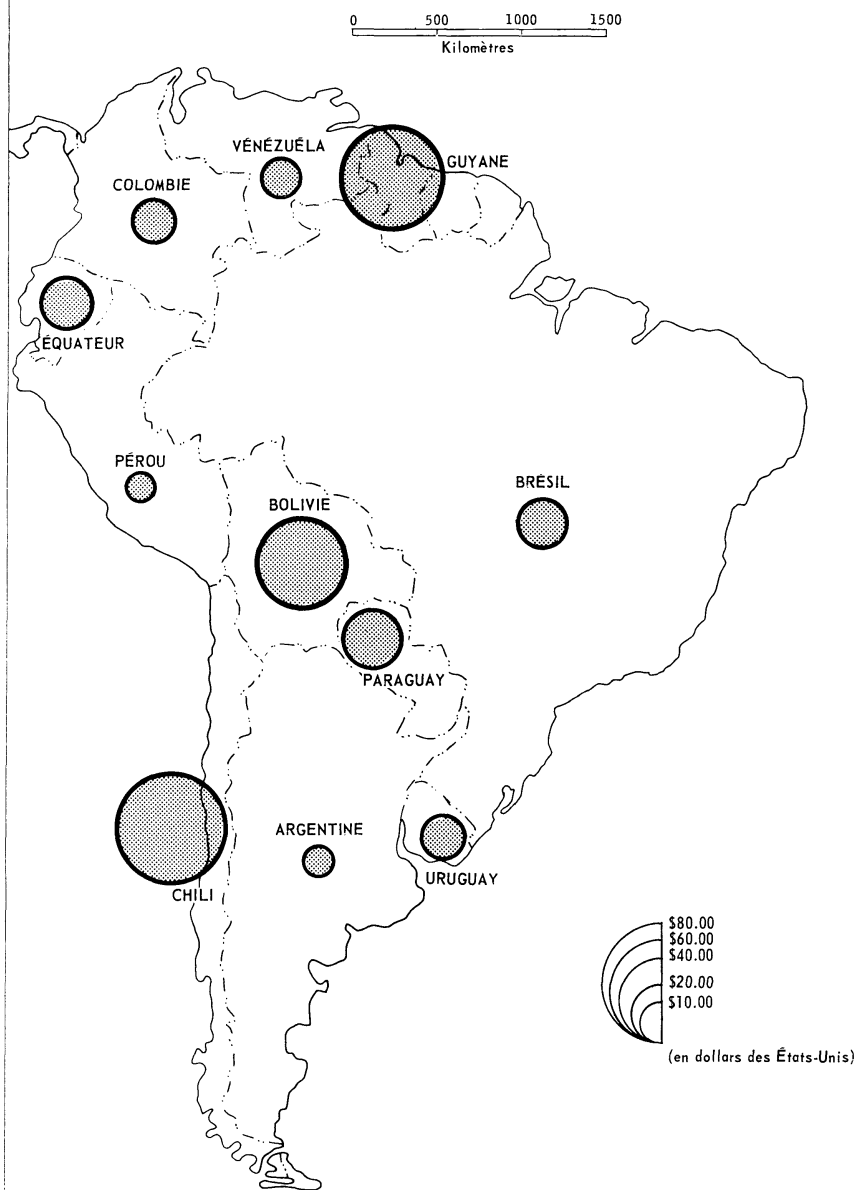 0 500 1000 1500
Kilomètres
VÉNÉZUÉLA
GUYANE
COLOMBIE
ÉQUATEUR
PÉROU
BRÉSIL
BOLIVIE
PARAGUAY
ARGENTINE
URUGUAY
CHILI
$80.00
$60.00
$40.00
$20.00
$10.00
(en dollars des États-Unis)